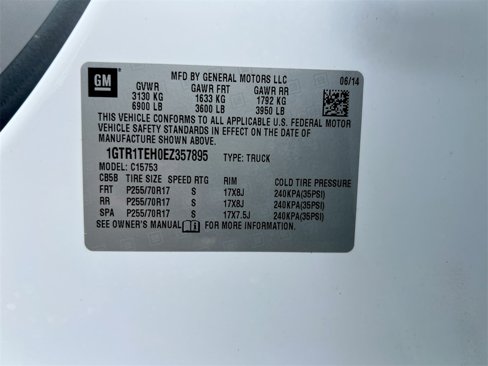 GM
MFD BY GENERAL MOTORS LLC 06/14
GVWR GAWR FRT GAWR RR
3130 KG 1633 KG 1792 KG
6900 LB 3600 LB 3950 LB
THIS VEHICLE CONFORMS TO ALL APPLICABLE U.S. FEDERAL MOTOR
VEHICLE SAFETY STANDARDS IN EFFECT ON THE DATE OF
MANUFACTURE SHOWN ABOVE.
1GTR1TEH0EZ357895 TYPE: TRUCK
MODEL: C15753
CB5B TIRE SIZE SPEED RTG RIM COLD TIRE PRESSURE
FRT P255/70R17 S 17X8J 240KPA(35PSI)
RR P255/70R17 S 17X8J 240KPA(35PSI)
SPA P255/70R17 S 17X7.5J 240KPA(35PSI)
SEE OWNER'S MANUAL FOR MORE INFORMATION.